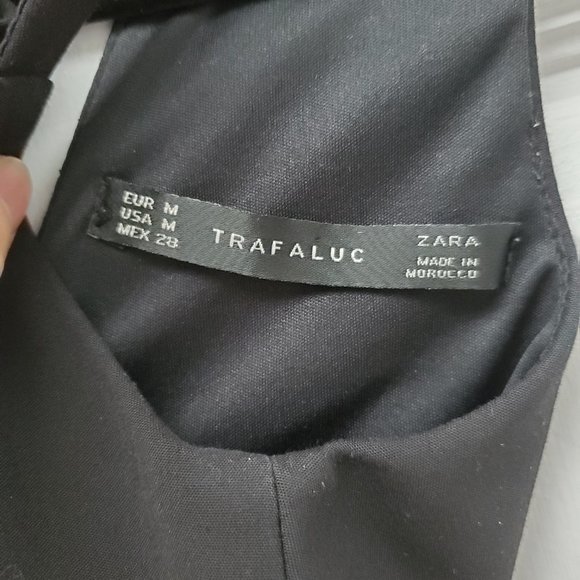 EUR M
USA M
MEX 28
TRAFALUC
ZARA
MADE IN
MOROCCO